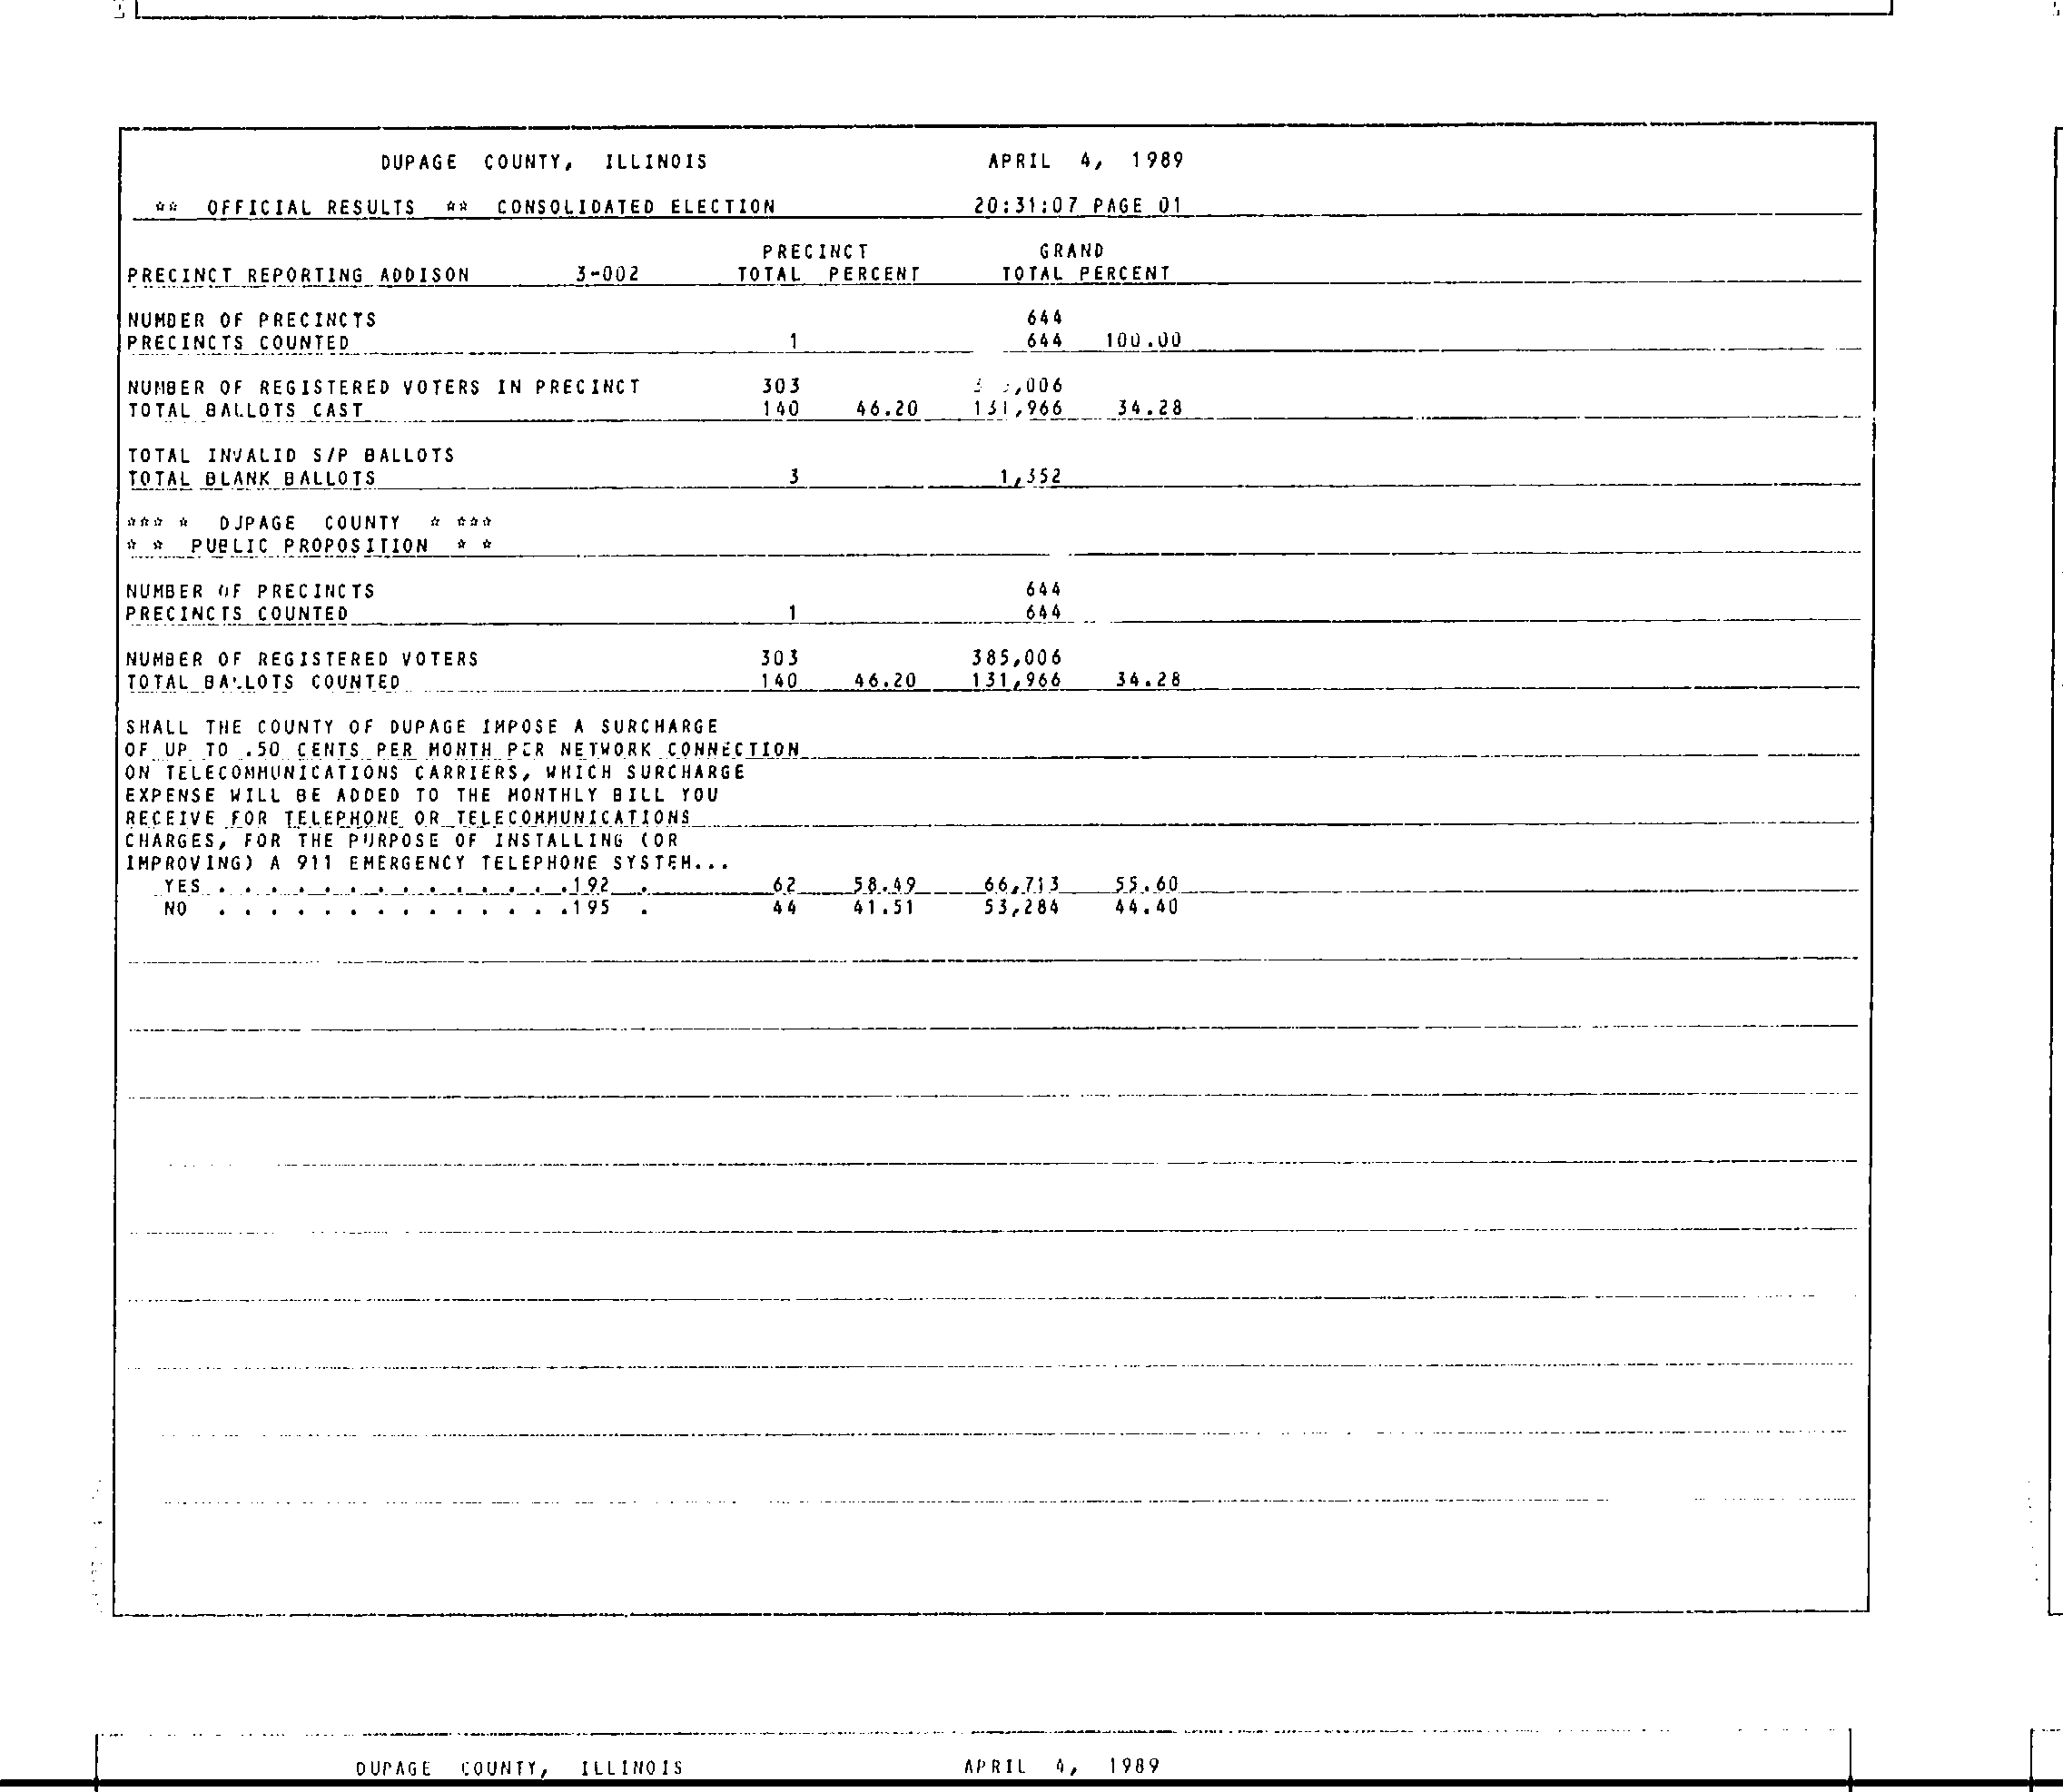 DUPAGE COUNTY, ILLINOIS APRIL 4, 1989
** OFFICIAL RESULTS ** CONSOLIDATED ELECTION 20:31:07 PAGE 01
PRECINCT GRAND
PRECINCT REPORTING ADDISON 3-002 TOTAL PERCENT TOTAL PERCENT
NUMBER OF PRECINCTS 644
PRECINCTS COUNTED 1 644 100.00
NUMBER OF REGISTERED VOTERS IN PRECINCT 303
TOTAL BALLOTS CAST 140 46.20 131,966 34.28
TOTAL INVALID S/P BALLOTS
TOTAL BLANK BALLOTS 3 1,352
*** * DUPAGE COUNTY * ***
* * PUBLIC PROPOSITION * *
NUMBER OF PRECINCTS 644
PRECINCTS COUNTED 1 644
NUMBER OF REGISTERED VOTERS 303 385,006
TOTAL BALLOTS COUNTED 140 46.20 131,966 34.28
SHALL THE COUNTY OF DUPAGE IMPOSE A SURCHARGE
OF UP TO .50 CENTS PER MONTH PER NETWORK CONNECTION
ON TELECOMMUNICATIONS CARRIERS, WHICH SURCHARGE
EXPENSE WILL BE ADDED TO THE MONTHLY BILL YOU
RECEIVE FOR TELEPHONE OR TELECOMMUNICATIONS
CHARGES, FOR THE PURPOSE OF INSTALLING (OR
IMPROVING) A 911 EMERGENCY TELEPHONE SYSTEM...
YES . . . . . . . . . . . . . .192 . 62 58.49 66,713 55.60
NO . . . . . . . . . . . . . .195 . 44 41.51 53,284 44.40
DUPAGE COUNTY, ILLINOIS APRIL 4, 1989